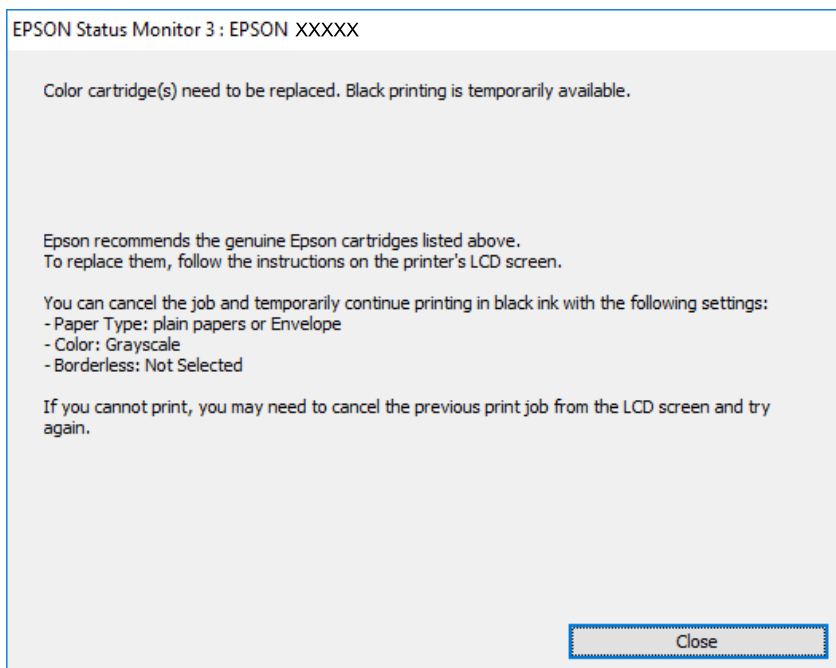 EPSON Status Monitor 3 : EPSON XXXXX
Color cartridge(s) need to be replaced. Black printing is temporarily available.
Epson recommends the genuine Epson cartridges listed above.
To replace them, follow the instructions on the printer's LCD screen.
You can cancel the job and temporarily continue printing in black ink with the following settings:
- Paper Type: plain papers or Envelope
- Color: Grayscale
- Borderless: Not Selected
If you cannot print, you may need to cancel the previous print job from the LCD screen and try
again.
Close